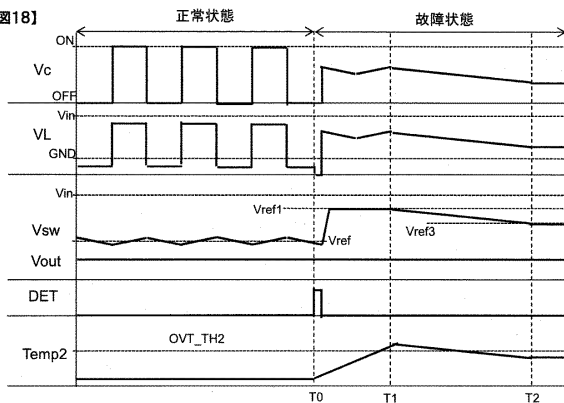 図18】
正常状態
故障状態
ON
Vc
OFF
Vin
VL
GND
Vin
Vref1
Vsw
Vref
Vref3
Vout
DET
OVT_TH2
Temp2
T0
T1
T2